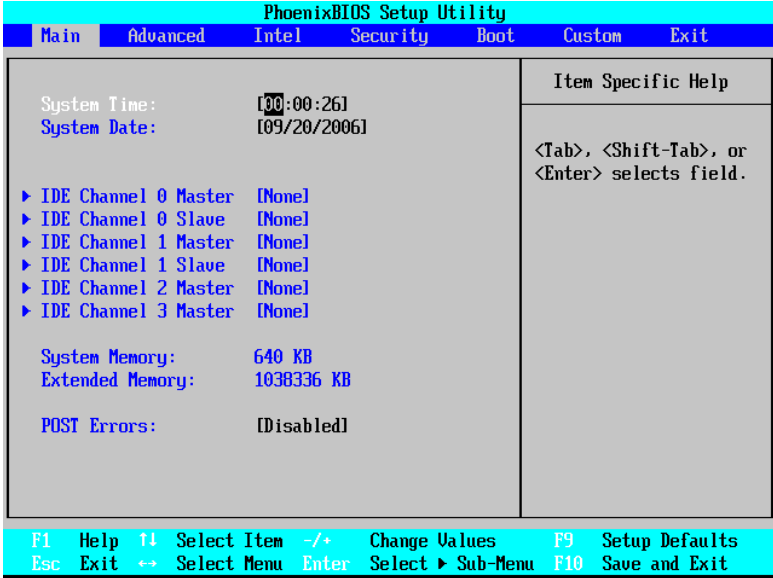 PhoenixBIOS Setup Utility
Main Advanced Intel Security Boot Custom Exit
System Time: [00:00:26]
System Date: [09/20/2006]
▶ IDE Channel 0 Master [None]
▶ IDE Channel 0 Slave [None]
▶ IDE Channel 1 Master [None]
▶ IDE Channel 1 Slave [None]
▶ IDE Channel 2 Master [None]
▶ IDE Channel 3 Master [None]
System Memory: 640 KB
Extended Memory: 1038336 KB
POST Errors: [Disabled]
Item Specific Help
<Tab>, <Shift-Tab>, or
<Enter> selects field.
F1 Help ↑↓ Select Item -/+ Change Values F9 Setup Defaults
Esc Exit ↔ Select Menu Enter Select ▶ Sub-Menu F10 Save and Exit